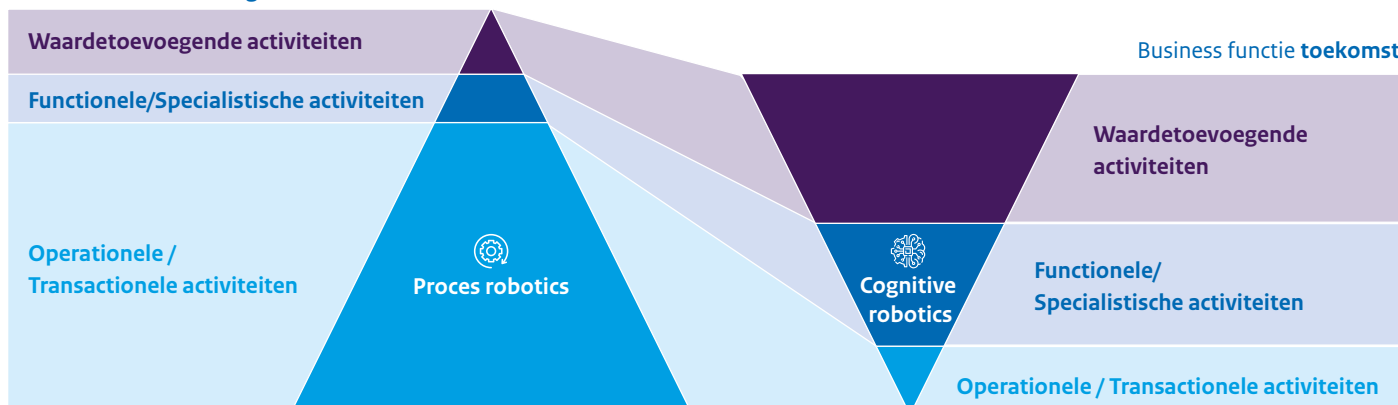 Waardetoevoegende activiteiten
Functionele/Specialistische activiteiten
Operationele /
Transactionele activiteiten
Proces robotics
Business functie toekomst
Waardetoevoegende
activiteiten
Cognitive
robotics
Functionele/
Specialistische activiteiten
Operationele / Transactionele activiteiten